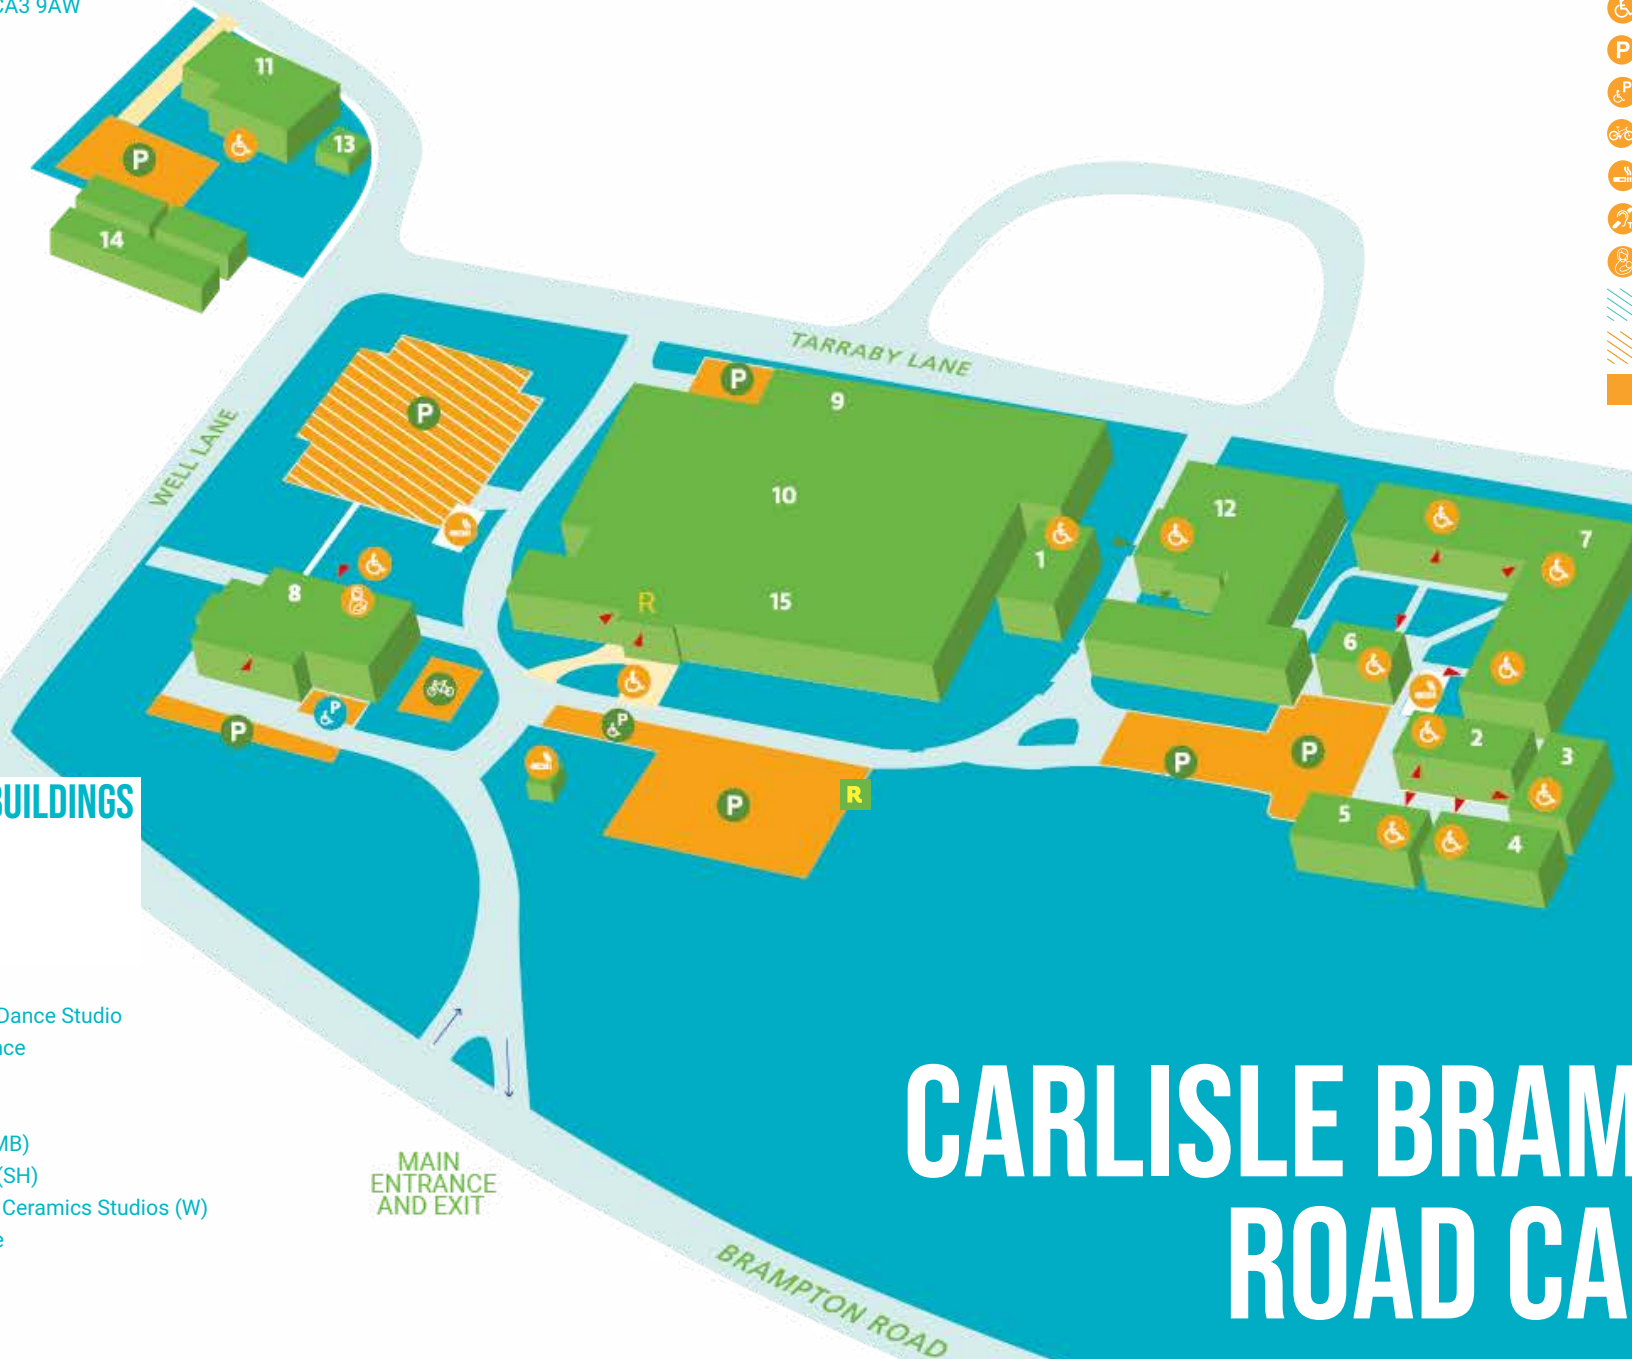 CA3 9AW
11
13
P
14
TARRABY LANE
P
9
P
WELL LANE
10
12
7
1
8
R
15
6
P
P
P
P
P
2
3
P
R
P
5
4
BUILDINGS
Dance Studio
nce
MB)
(SH)
Ceramics Studios (W)
e
MAIN
ENTRANCE
AND EXIT
BRAMPTON ROAD
CARLISLE BRAM
ROAD CA
P
P